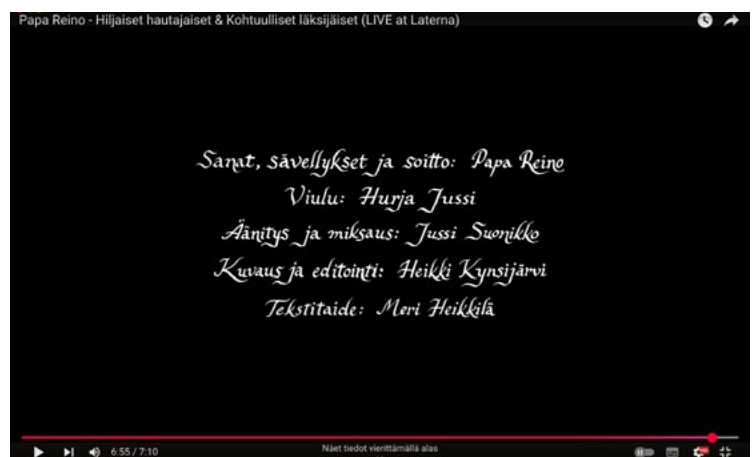 Papa Reino - Hiljaiset hautajaiset & Kohtuulliset läksijäiset (LIVE at Laterna)
Sanat, sävellykset ja soitto: Papa Reino
Viulu: Hurja Jussi
Äänitys ja miksaus: Jussi Suonikko
Kuvaus ja editointi: Heikki Kynsijärvi
Tekstitaide: Meri Heikkilä
6:55 / 7:10
Näet tiedot vierittämällä alas